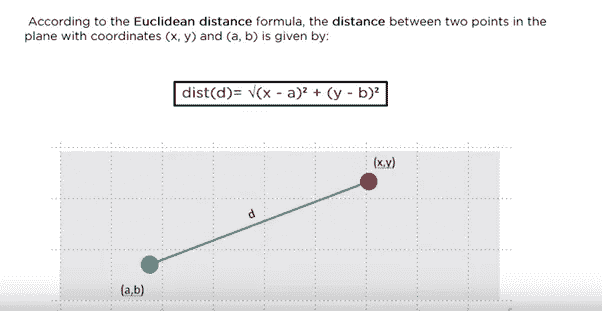 According to the Euclidean distance formula, the distance between two points in the
plane with coordinates (x, y) and (a, b) is given by:
dist(d)= √(x - a)² + (y - b)²
(x,y)
d
(a,b)